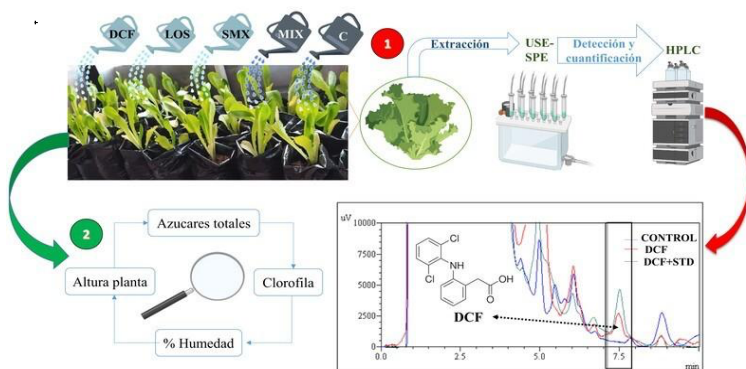 DCF LOS SMX MIX C
1
Extracción
USE-
SPE
Detección y
cuantificación
HPLC
2
Azucares totales
Altura planta
Clorofila
% Humedad
uV
10000
7500
5000
2500
0
0.0 2.5 5.0 7.5
min
Cl
NH
Cl
OH
O
DCF
CONTROL
DCF
DCF+STD